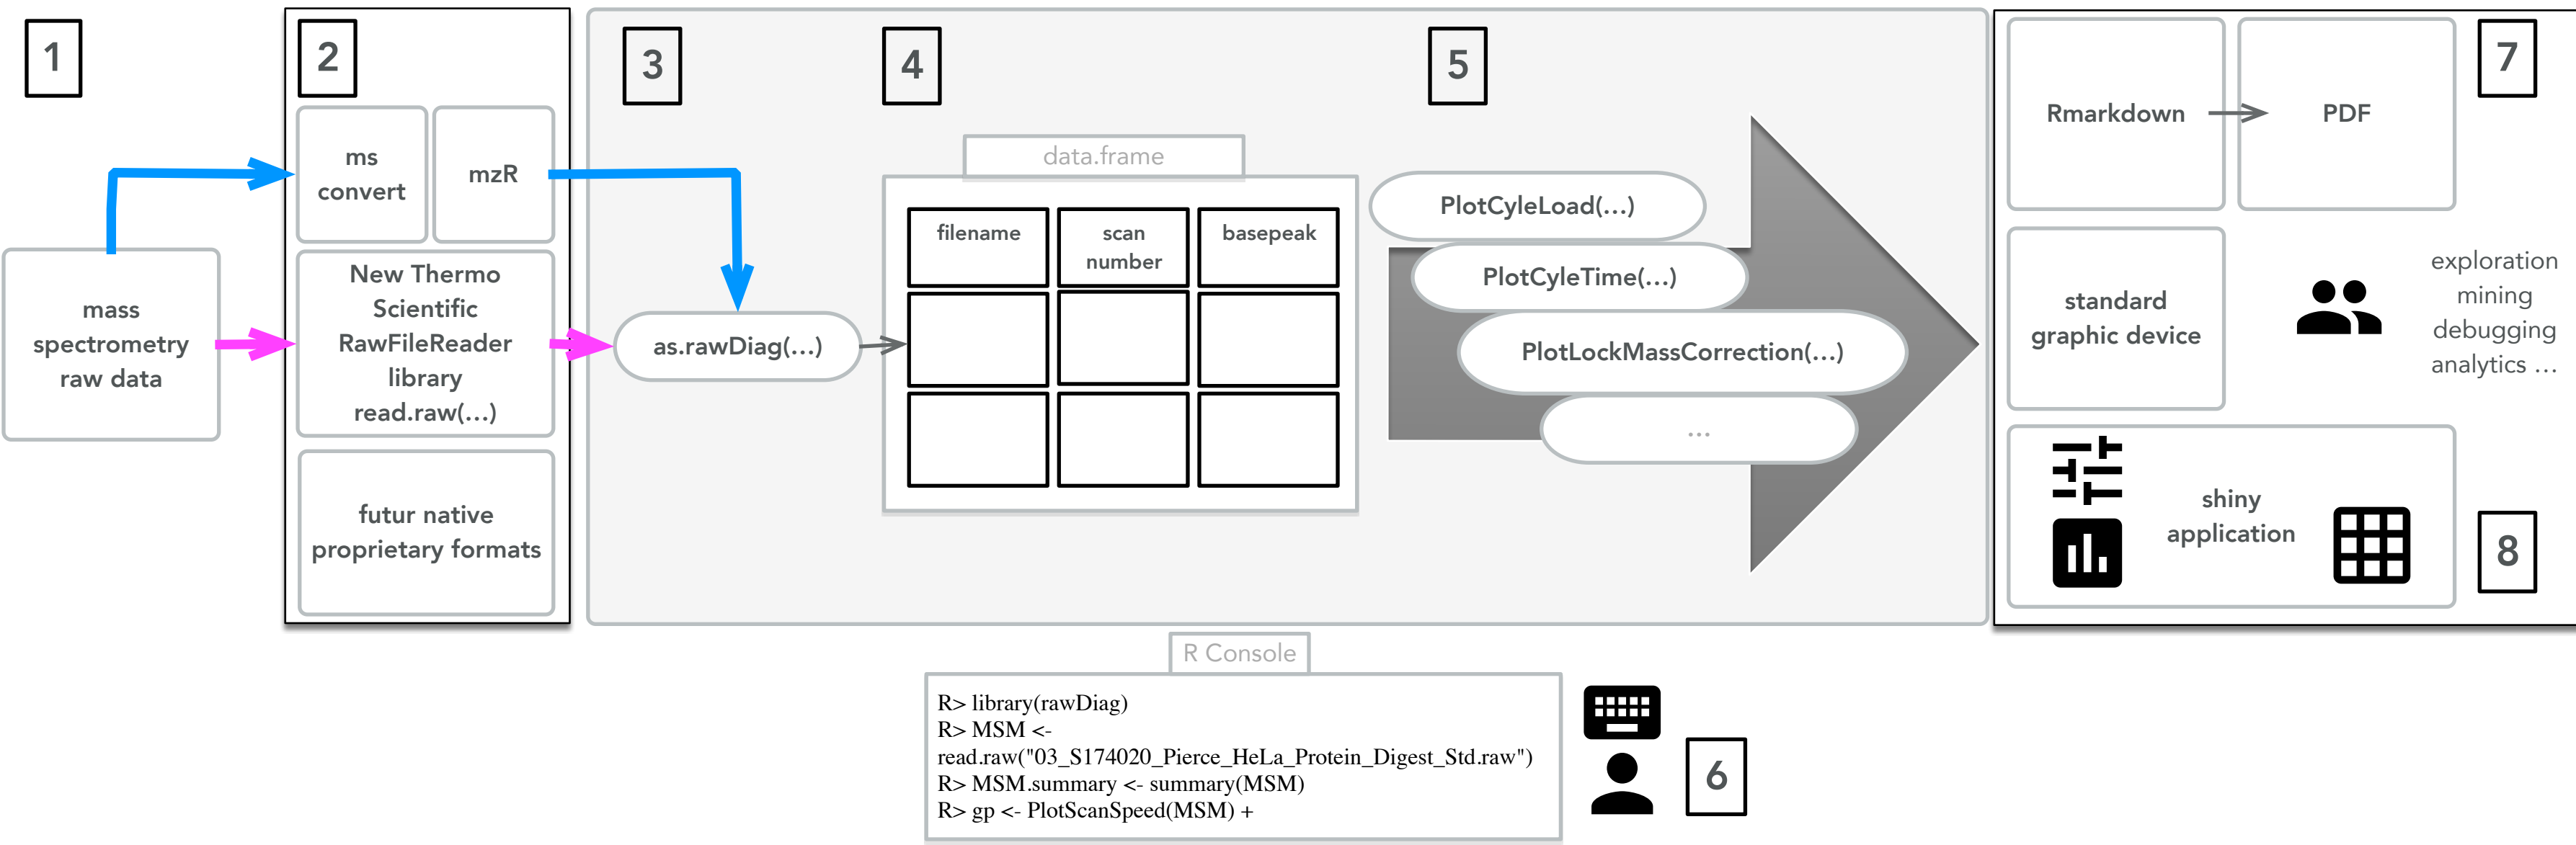 1
mass
spectrometry
raw data
2
ms
convert
mzR
New Thermo
Scientific
RawFileReader
library
read.raw(…)
futur native
proprietary formats
3
as.rawDiag(…)
4
data.frame
filename
scan
number
basepeak
5
PlotCyleLoad(…)
PlotCyleTime(…)
PlotLockMassCorrection(…)
…
R Console
R> library(rawDiag)
R> MSM <-
read.raw("03_S174020_Pierce_HeLa_Protein_Digest_Std.raw")
R> MSM.summary <- summary(MSM)
R> gp <- PlotScanSpeed(MSM) +
6
7
Rmarkdown
PDF
standard
graphic device
exploration
mining
debugging
analytics …
shiny
application
8